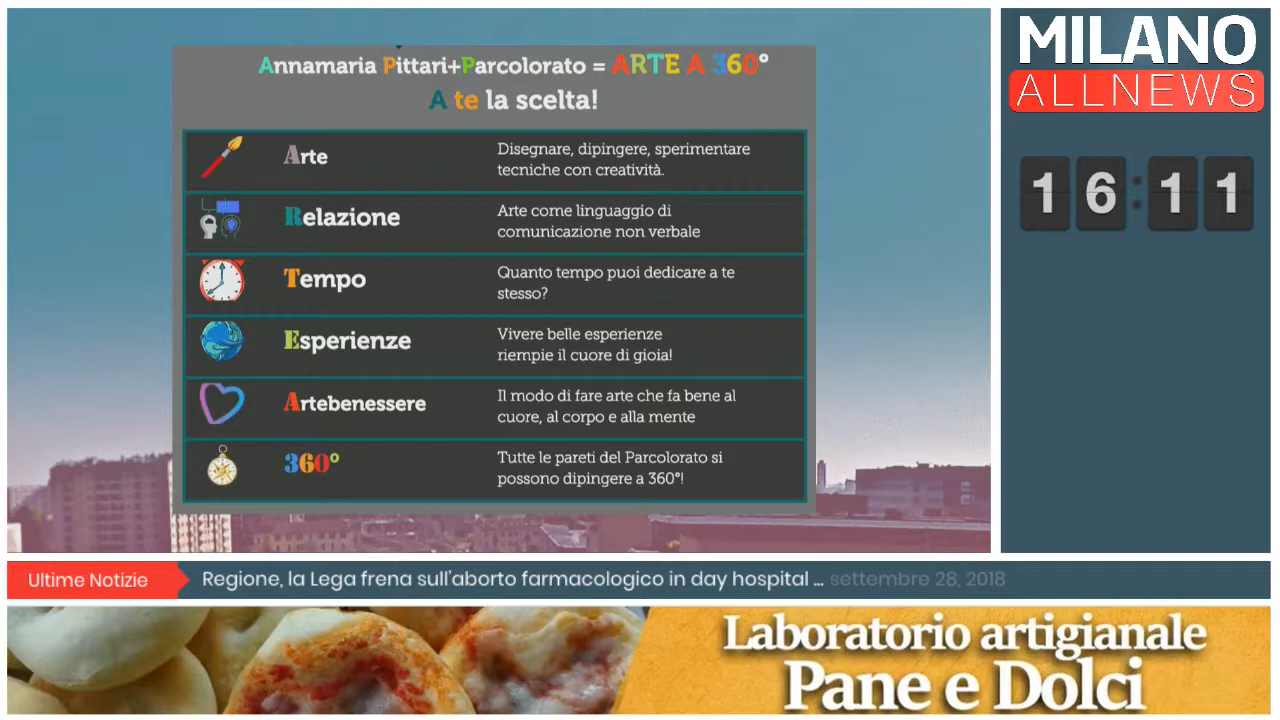 Annamaria Pittari+Parcolorato = ARTE A 360°
A te la scelta!
Arte
Disegnare, dipingere, sperimentare
tecniche con creatività.
Relazione
Arte come linguaggio di
comunicazione non verbale
Tempo
Quanto tempo puoi dedicare a te
stesso?
Esperienze
Vivere belle esperienze
riempie il cuore di gioia!
Artebenessere
Il modo di fare arte che fa bene al
cuore, al corpo e alla mente
360°
Tutte le pareti del Parcolorato si
possono dipingere a 360°!
MILANO
ALLNEWS
16:11
Ultime Notizie
Regione, la Lega frena sull'aborto farmacologico in day hospital ... settembre 28, 2018
Laboratorio artigianale
Pane e Dolci